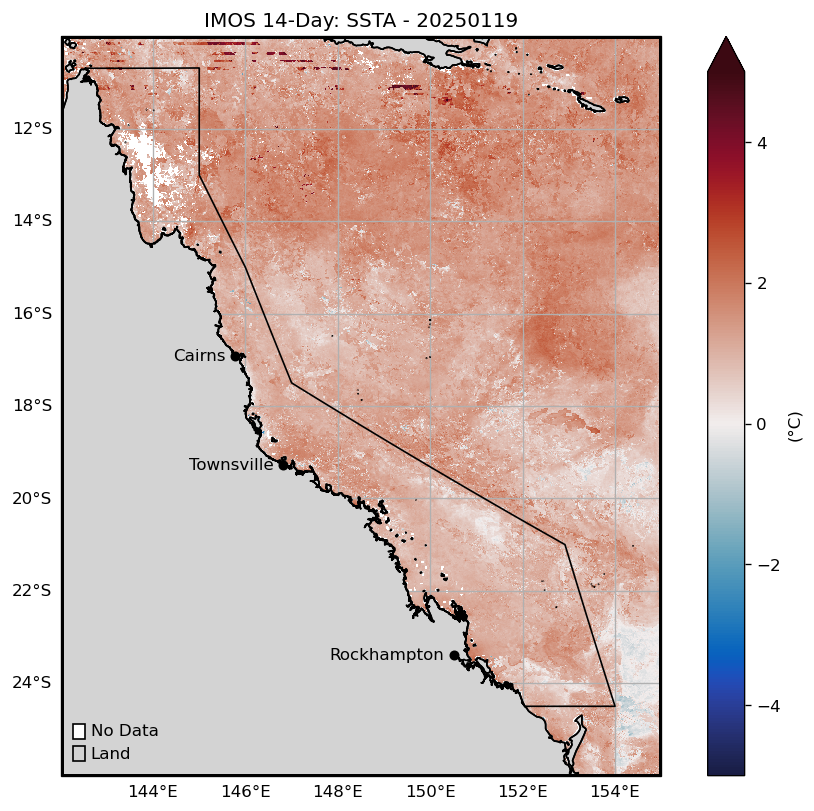 IMOS 14-Day: SSTA - 20250119
12°S
14°S
16°S
18°S
20°S
22°S
24°S
Cairns
Townsville
Rockhampton
No Data
Land
144°E 146°E 148°E 150°E 152°E 154°E
4
2
0
−2
−4
(°C)